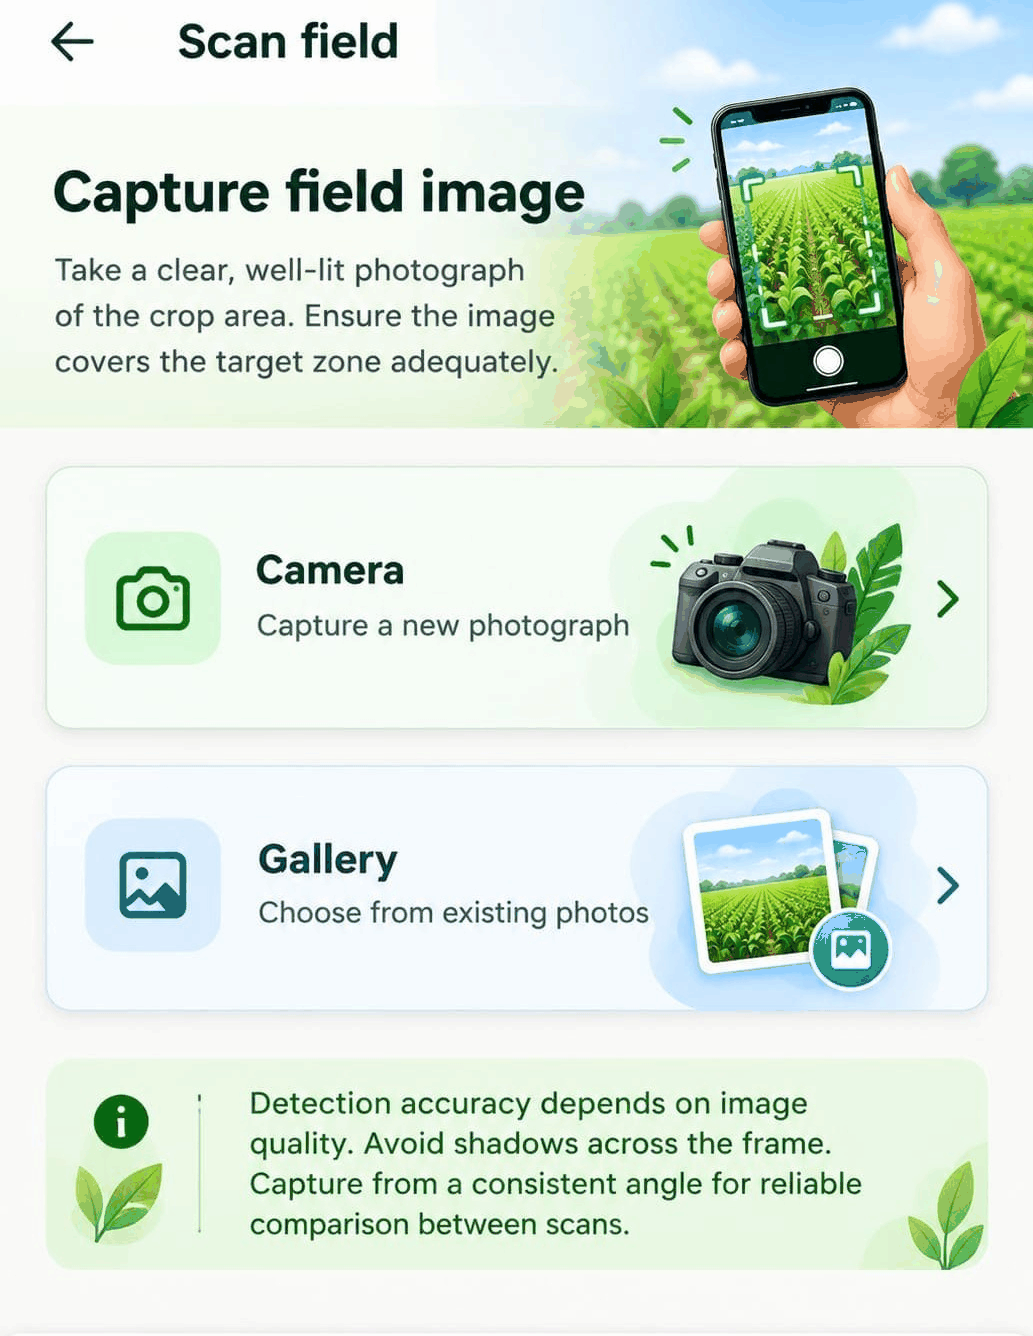 Scan field
Capture field image
Take a clear, well-lit photograph
of the crop area. Ensure the image
covers the target zone adequately.
Camera
Capture a new photograph
Gallery
Choose from existing photos
Detection accuracy depends on image
quality. Avoid shadows across the frame.
Capture from a consistent angle for reliable
comparison between scans.